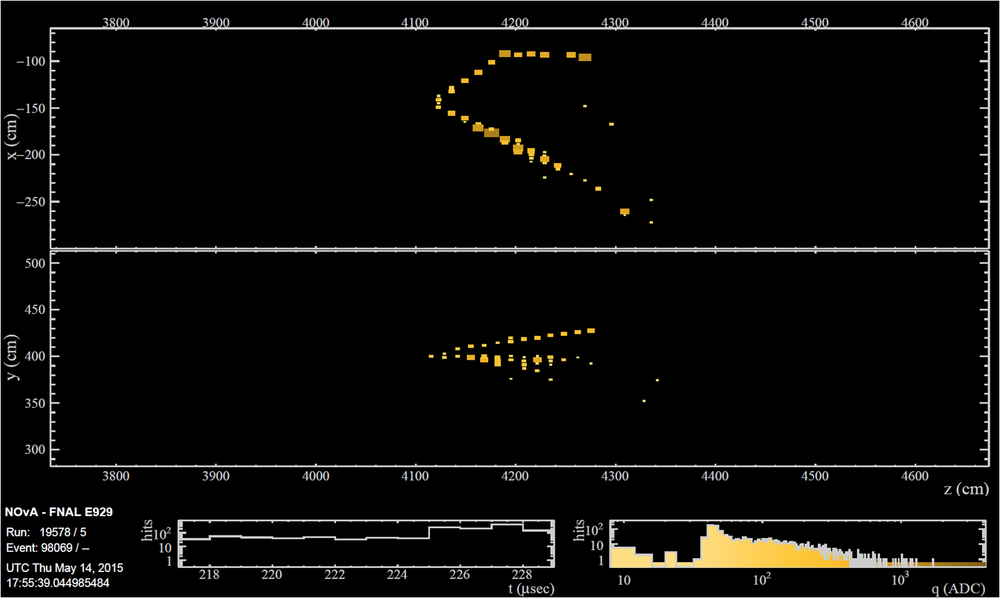 3800 3900 4000 4100 4200 4300 4400 4500 4600
−100
−150
−200
−250
x (cm)
500
450
400
350
300
y (cm)
3800 3900 4000 4100 4200 4300 4400 4500 4600
z (cm)
NOvA - FNAL E929
Run: 19578 / 5
Event: 98069 / --
UTC Thu May 14, 2015
17:55:39.044985484
hits
10²
10
1
218 220 222 224 226 228
t (μsec)
hits
10²
10
1
10 10² 10³
q (ADC)